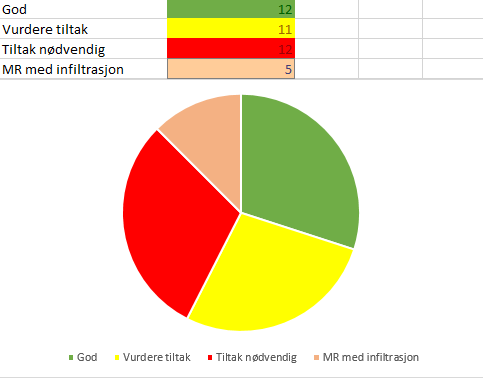 God 12
Vurdere tiltak 11
Tiltak nødvendig 12
MR med infiltrasjon 5
God Vurdere tiltak Tiltak nødvendig MR med infiltrasjon